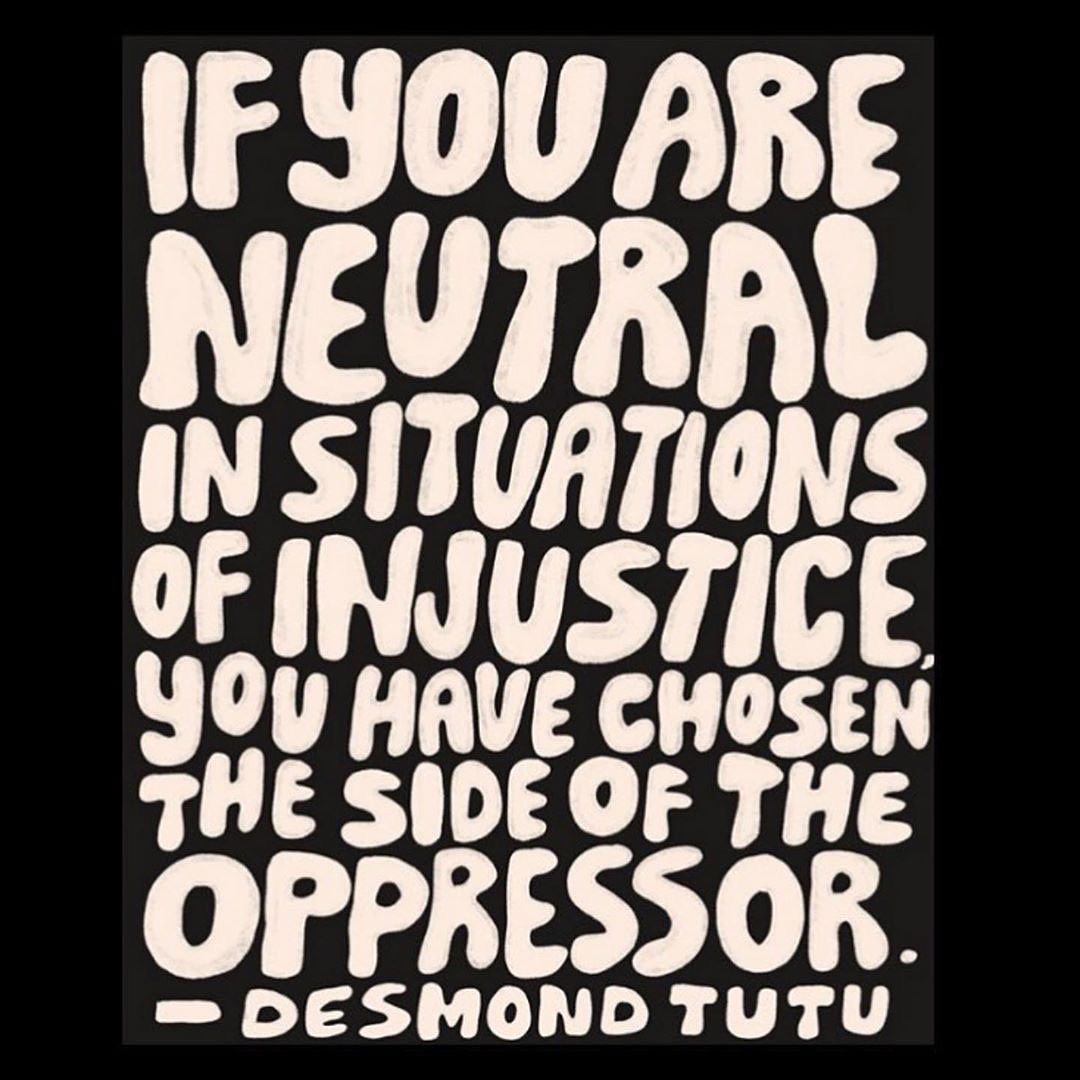 IF YOU ARE
NEUTRAL
IN SITUATIONS
OF INJUSTICE,
YOU HAVE CHOSEN
THE SIDE OF THE
OPPRESSOR.
- DESMOND TUTU